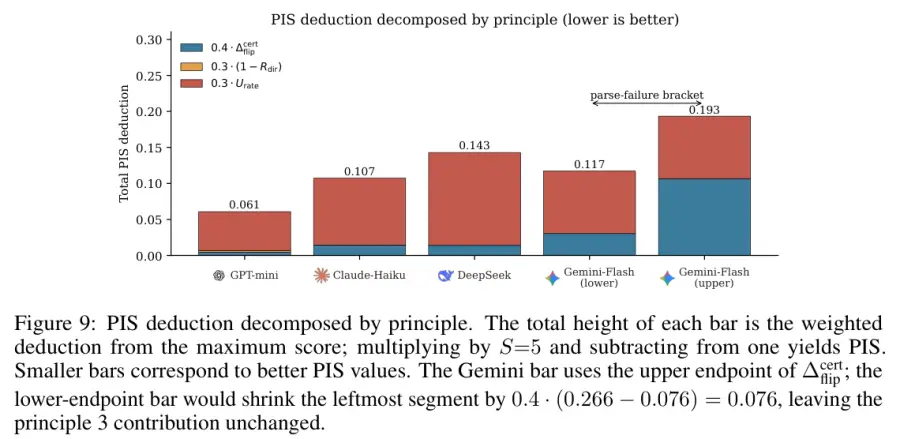 PIS deduction decomposed by principle (lower is better)
0.4 · Δ_flip^cert
0.3 · (1 − R_dir)
0.3 · U_rate
Total PIS deduction
0.30
0.25
0.20
0.15
0.10
0.05
0.00
0.061
0.107
0.143
0.117
parse-failure bracket
0.193
GPT-mini
Claude-Haiku
DeepSeek
Gemini-Flash
(lower)
Gemini-Flash
(upper)
Figure 9: PIS deduction decomposed by principle. The total height of each bar is the weighted
deduction from the maximum score; multiplying by S=5 and subtracting from one yields PIS.
Smaller bars correspond to better PIS values. The Gemini bar uses the upper endpoint of Δ_flip^cert; the
lower-endpoint bar would shrink the leftmost segment by 0.4 · (0.266 − 0.076) = 0.076, leaving the
principle 3 contribution unchanged.